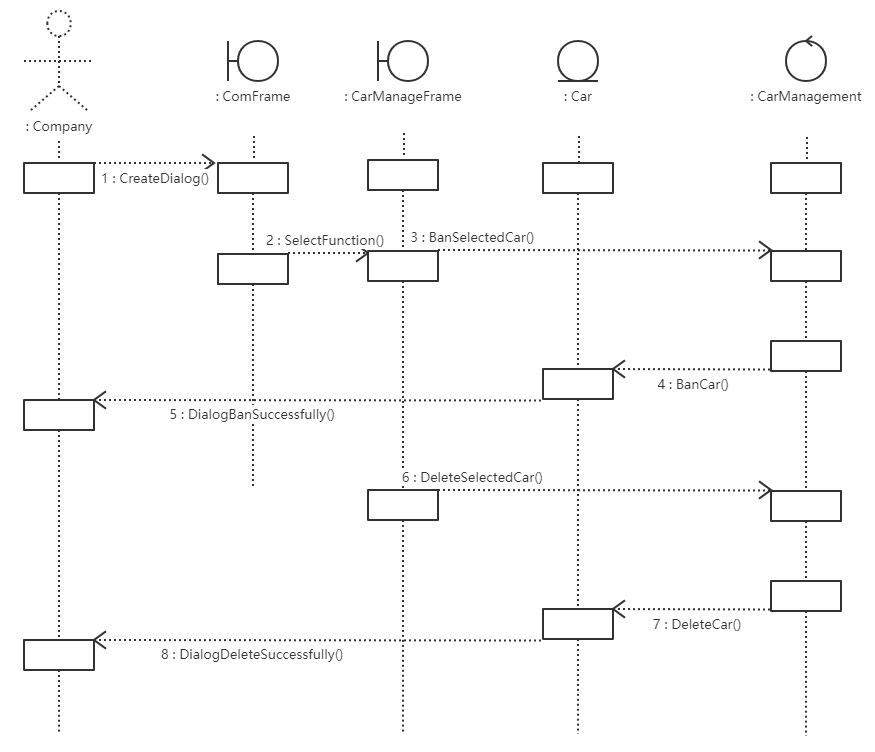 : Company
: ComFrame
: CarManageFrame
: Car
: CarManagement
1 : CreateDialog()
2 : SelectFunction()
3 : BanSelectedCar()
4 : BanCar()
5 : DialogBanSuccessfully()
6 : DeleteSelectedCar()
7 : DeleteCar()
8 : DialogDeleteSuccessfully()